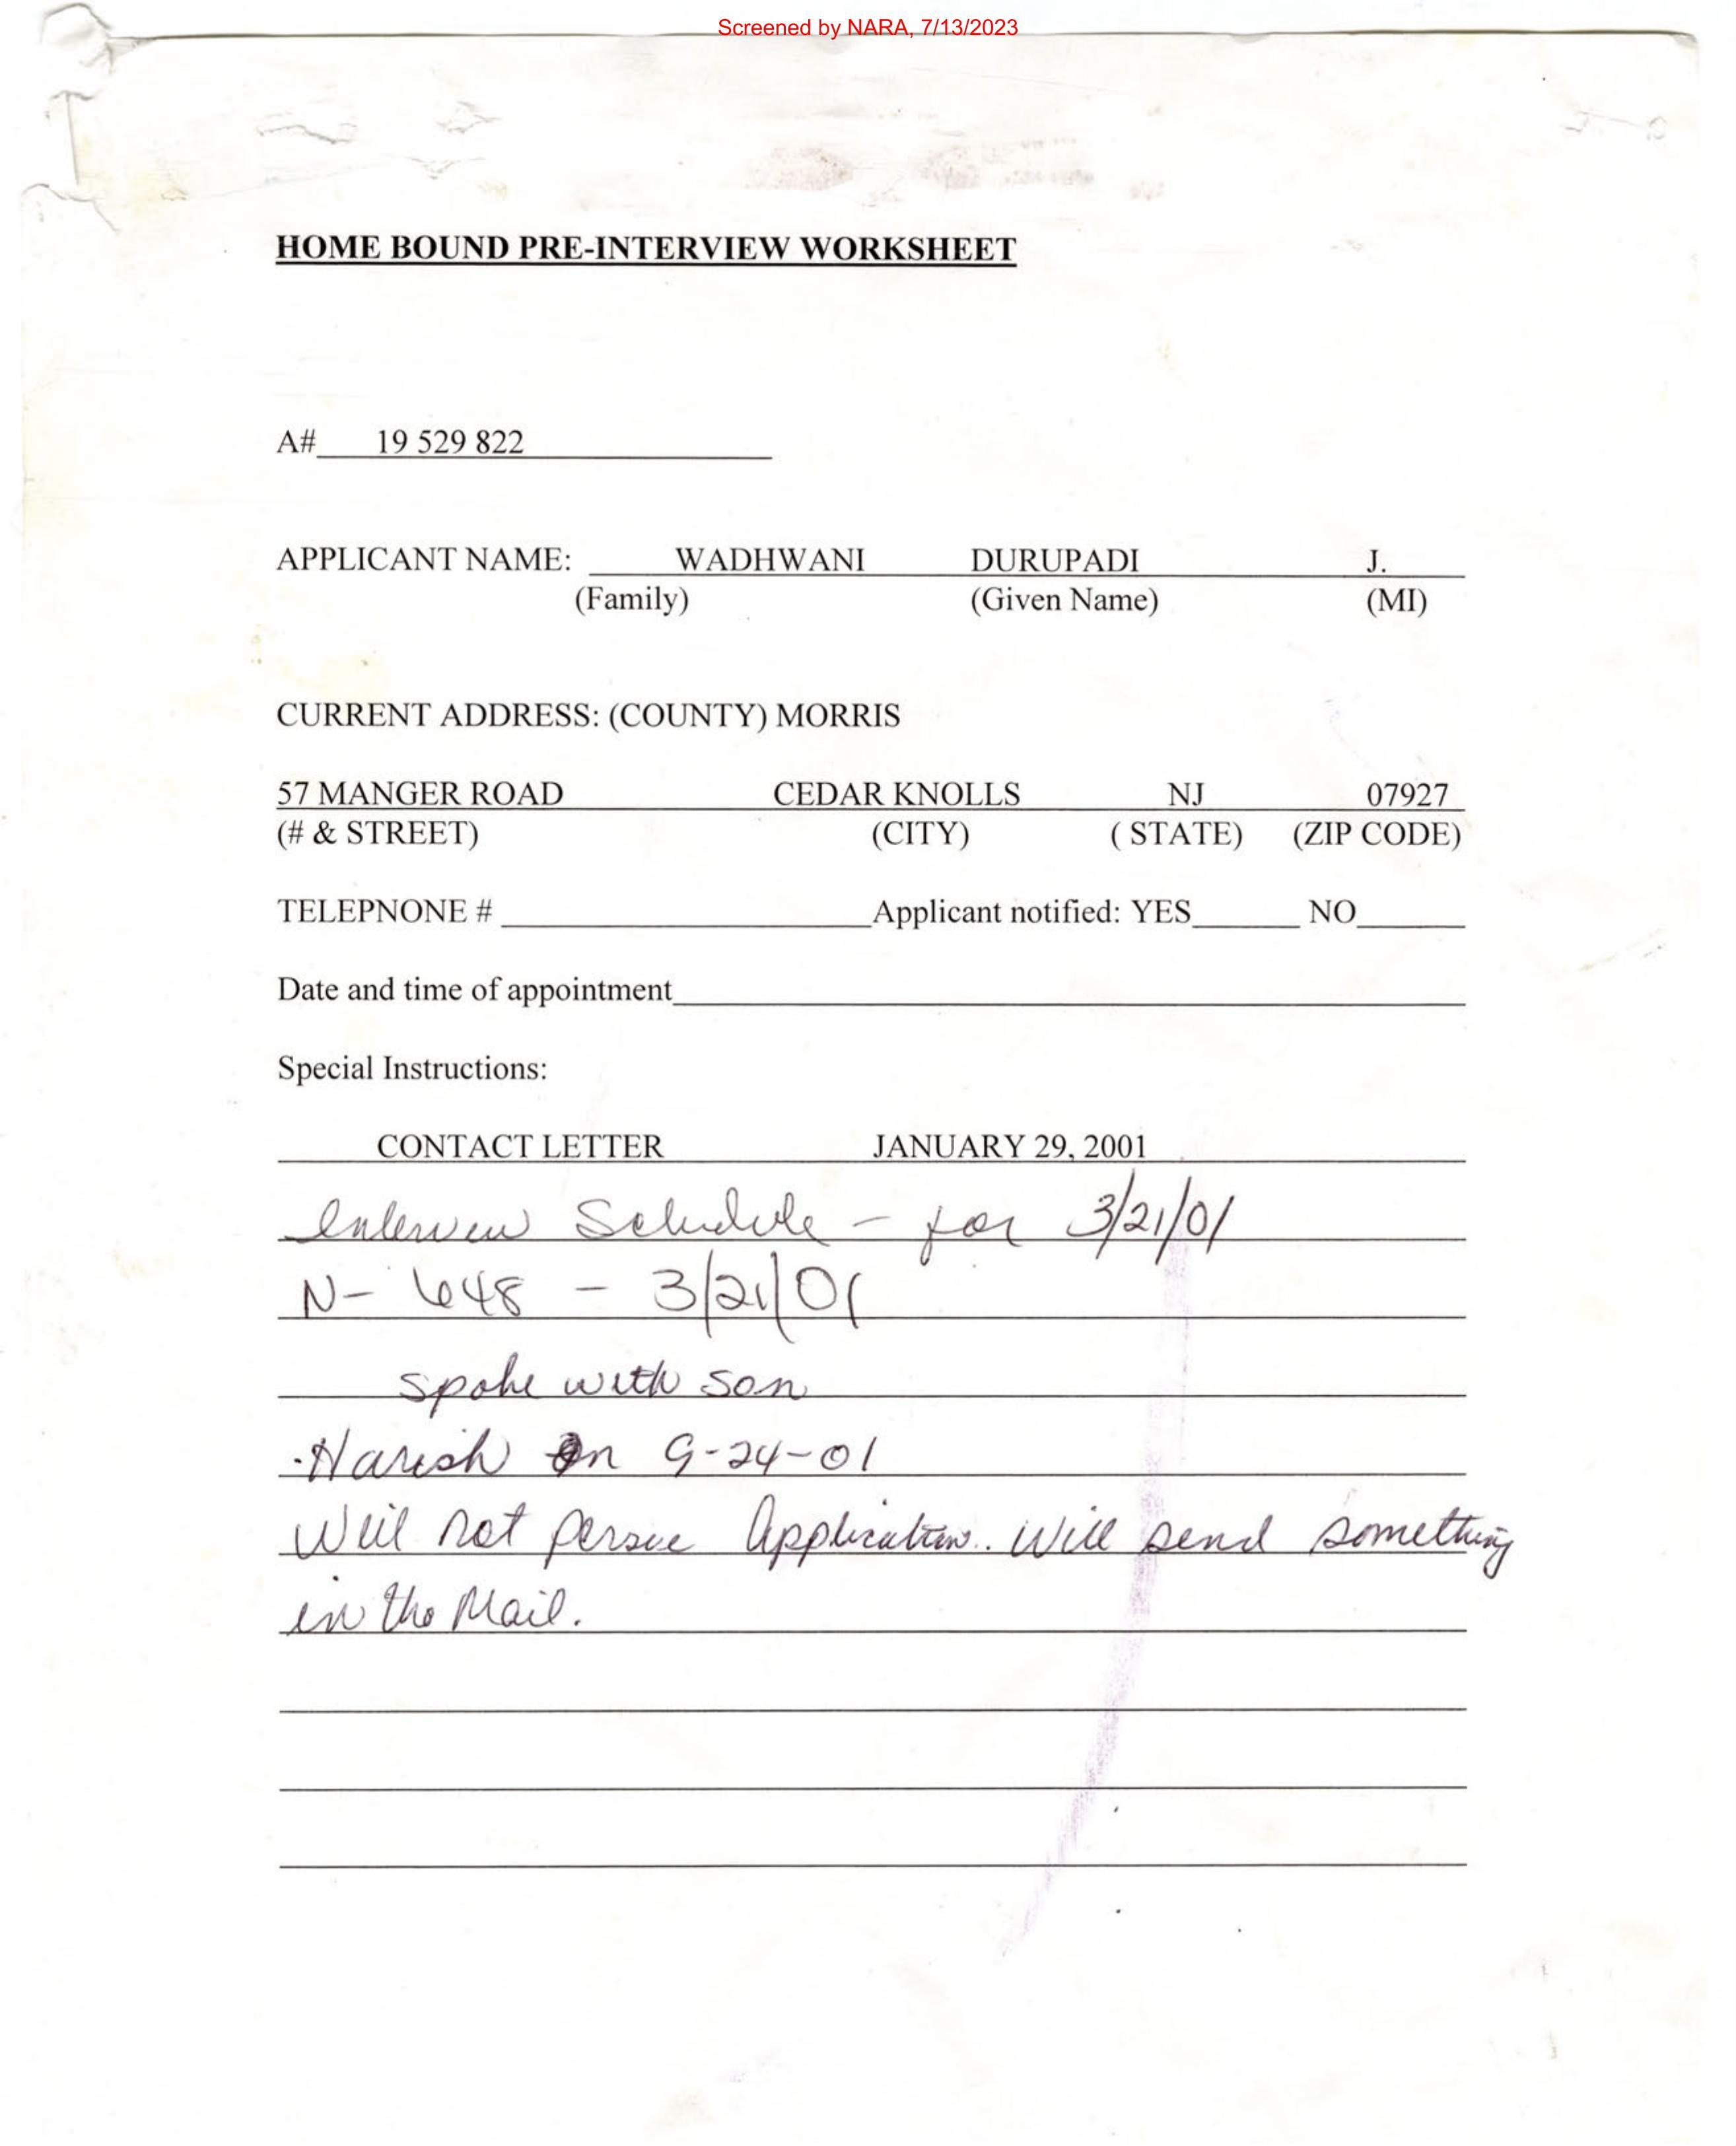 Screened by NARA, 7/13/2023
HOME BOUND PRE-INTERVIEW WORKSHEET
A# 19 529 822
APPLICANT NAME: WADHWANI DURUPADI J.
(Family) (Given Name) (MI)
CURRENT ADDRESS: (COUNTY) MORRIS
57 MANGER ROAD CEDAR KNOLLS NJ 07927
(# & STREET) (CITY) ( STATE) (ZIP CODE)
TELEPNONE # Applicant notified: YES NO
Date and time of appointment
Special Instructions:
CONTACT LETTER JANUARY 29, 2001
Interview Schedule - for 3/21/01
N- 648 - 3/21/01
spoke with son
Harish on 9-24-01
Will not persue Application. Will send something
in the Mail.